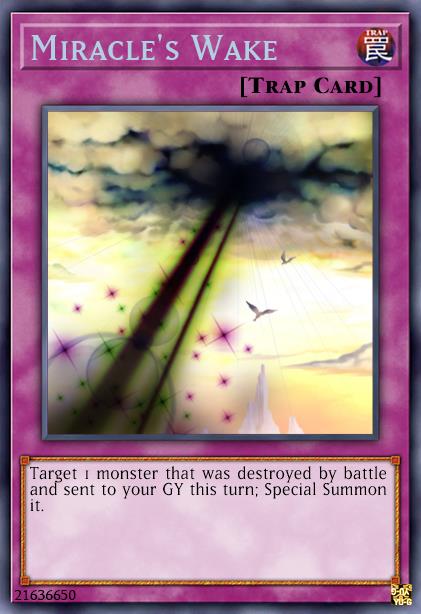 Miracle's Wake
TRAP
罠
[Trap Card]
Target 1 monster that was destroyed by battle
and sent to your GY this turn; Special Summon
it.
21636650